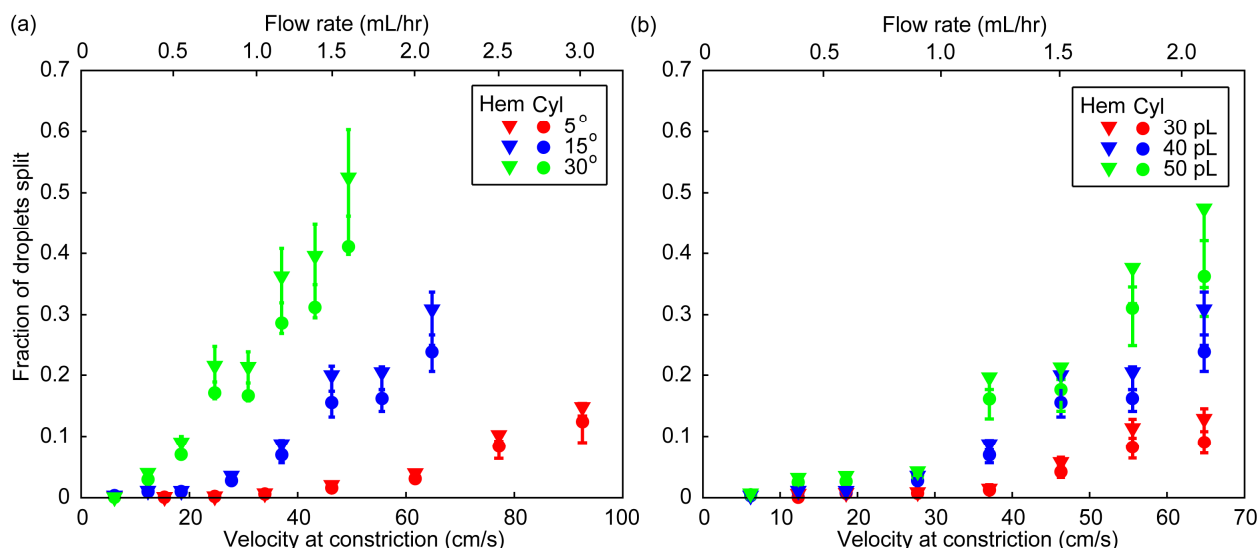 (a)
Flow rate (mL/hr)
0 0.5 1.0 1.5 2.0 2.5 3.0
Fraction of droplets split
0.7
0.6
0.5
0.4
0.3
0.2
0.1
0
Hem Cyl
5°
15°
30°
0 20 40 60 80 100
Velocity at constriction (cm/s)
(b)
Flow rate (mL/hr)
0 0.5 1.0 1.5 2.0
0.7
0.6
0.5
0.4
0.3
0.2
0.1
0
Hem Cyl
30 pL
40 pL
50 pL
0 10 20 30 40 50 60 70
Velocity at constriction (cm/s)